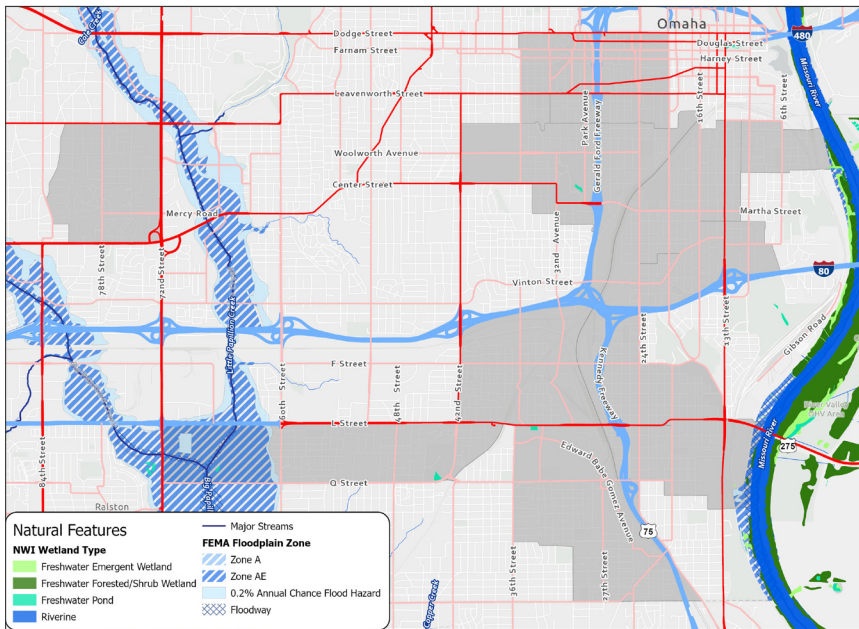 Omaha
480
Cole Creek
Dodge Street
Farnam Street
Douglas Street
Harney Street
Leavenworth Street
Park Avenue
Gerald Ford Freeway
16th Street
6th Street
Missouri River
Woolworth Avenue
Center Street
Mercy Road
Martha Street
32nd Avenue
78th Street
72nd Street
80
Vinton Street
Little Papillion Creek
24th Street
13th Street
Gibson Road
F Street
Kennedy Freeway
60th Street
48th Street
42nd Street
OHV Area
L Street
84th Street
Missouri River
275
Edward Babe Gomez Avenue
Q Street
Ralston
75
36th Street
27th Street
Copper Creek
Natural Features
NWI Wetland Type
Freshwater Emergent Wetland
Freshwater Forested/Shrub Wetland
Freshwater Pond
Riverine
Major Streams
FEMA Floodplain Zone
Zone A
Zone AE
0.2% Annual Chance Flood Hazard
Floodway